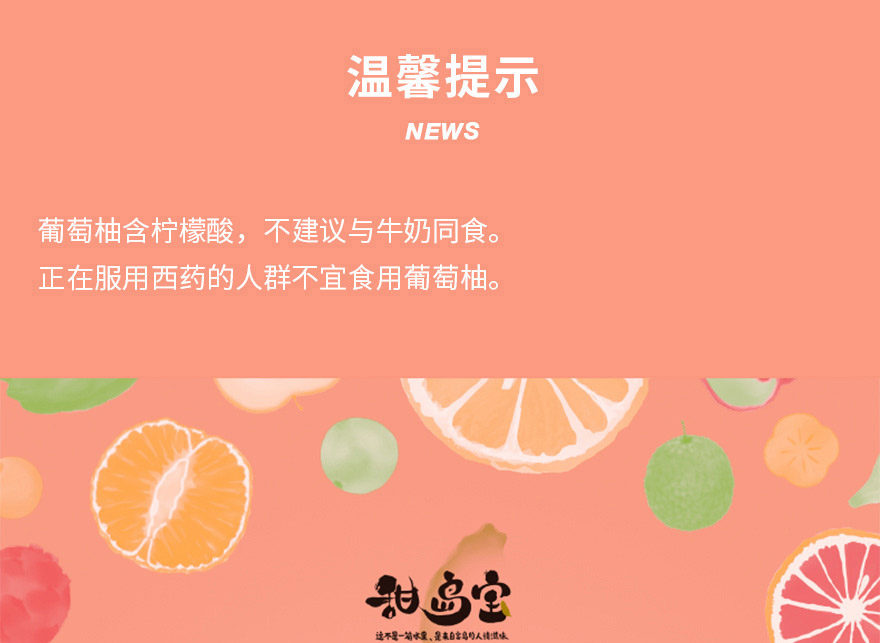 温馨提示
NEWS
葡萄柚含柠檬酸，不建议与牛奶同食。
正在服用西药的人群不宜食用葡萄柚。
甜岛宝
这不是一箱水果、是来自宝岛的人情滋味